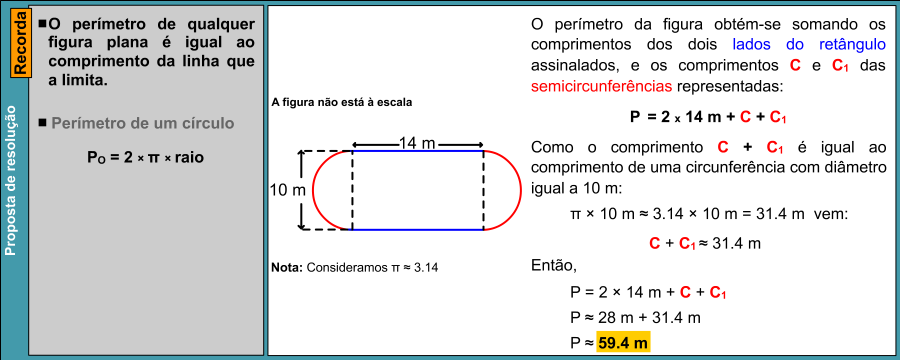 Proposta de resolução
Recorda
■O perímetro de qualquer
figura plana é igual ao
comprimento da linha que
a limita.
■ Perímetro de um círculo
PO = 2 × π × raio
A figura não está à escala
14 m
10 m
Nota: Consideramos π ≈ 3.14
O perímetro da figura obtém-se somando os
comprimentos dos dois lados do retângulo
assinalados, e os comprimentos C e C1 das
semicircunferências representadas:
P = 2 x 14 m + C + C1
Como o comprimento C + C1 é igual ao
comprimento de uma circunferência com diâmetro
igual a 10 m:
π × 10 m ≈ 3.14 × 10 m = 31.4 m vem:
C + C1 ≈ 31.4 m
Então,
P = 2 × 14 m + C + C1
P ≈ 28 m + 31.4 m
P ≈ 59.4 m